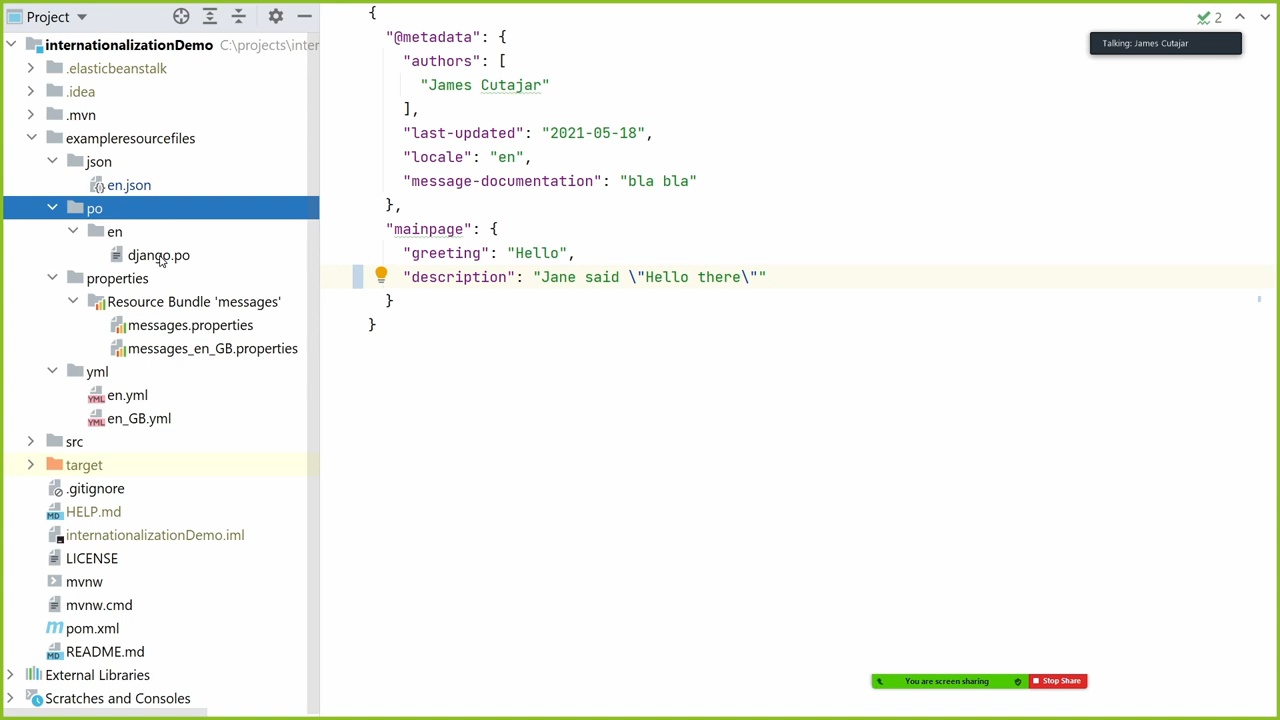 Project
internationalizationDemo C:\projects\inter
.elasticbeanstalk
.idea
.mvn
exampleresourcefiles
json
en.json
po
en
django.po
properties
Resource Bundle 'messages'
messages.properties
messages_en_GB.properties
yml
YML en.yml
YML en_GB.yml
src
target
.gitignore
MD HELP.md
internationalizationDemo.iml
LICENSE
mvnw
mvnw.cmd
m pom.xml
MD README.md
External Libraries
Scratches and Consoles
{
"@metadata": {
"authors": [
"James Cutajar"
],
"last-updated": "2021-05-18",
"locale": "en",
"message-documentation": "bla bla"
},
"mainpage": {
"greeting": "Hello",
"description": "Jane said \"Hello there\""
}
}
2
Talking: James Cutajar
You are screen sharing
Stop Share